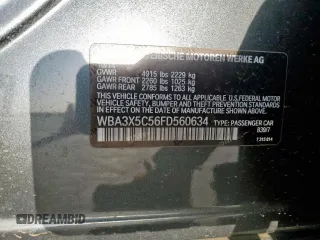 BAYERISCHE MOTOREN WERKE AG
GVWR 4915 lbs 2229 kg
GAWR FRONT 2260 lbs 1025 kg
GAWR REAR 2785 lbs 1263 kg
THIS VEHICLE CONFORMS TO ALL APPLICABLE
U.S. FEDERAL MOTOR
VEHICLE SAFETY, BUMPER AND THEFT PREVENTION
STANDARDS IN EFFECT ON THE DATE OF
MANUFACTURE SHOWN ABOVE.
WBA3X5C56FD560634 TYPE: PASSENGER CAR
B39/7
DREAMBID